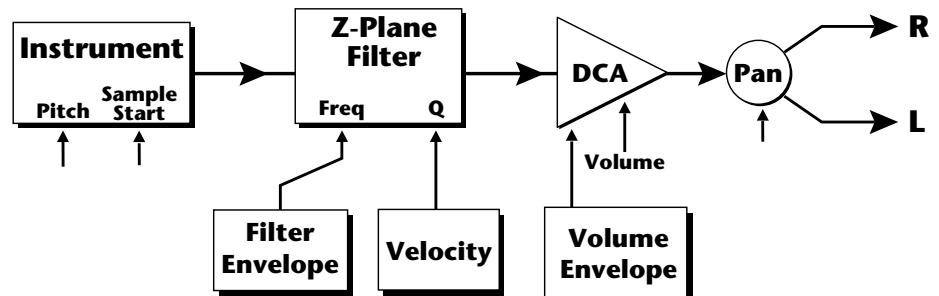 Instrument
Pitch
Sample
Start
Z-Plane
Filter
Freq
Q
DCA
Volume
Pan
R
L
Filter
Envelope
Velocity
Volume
Envelope